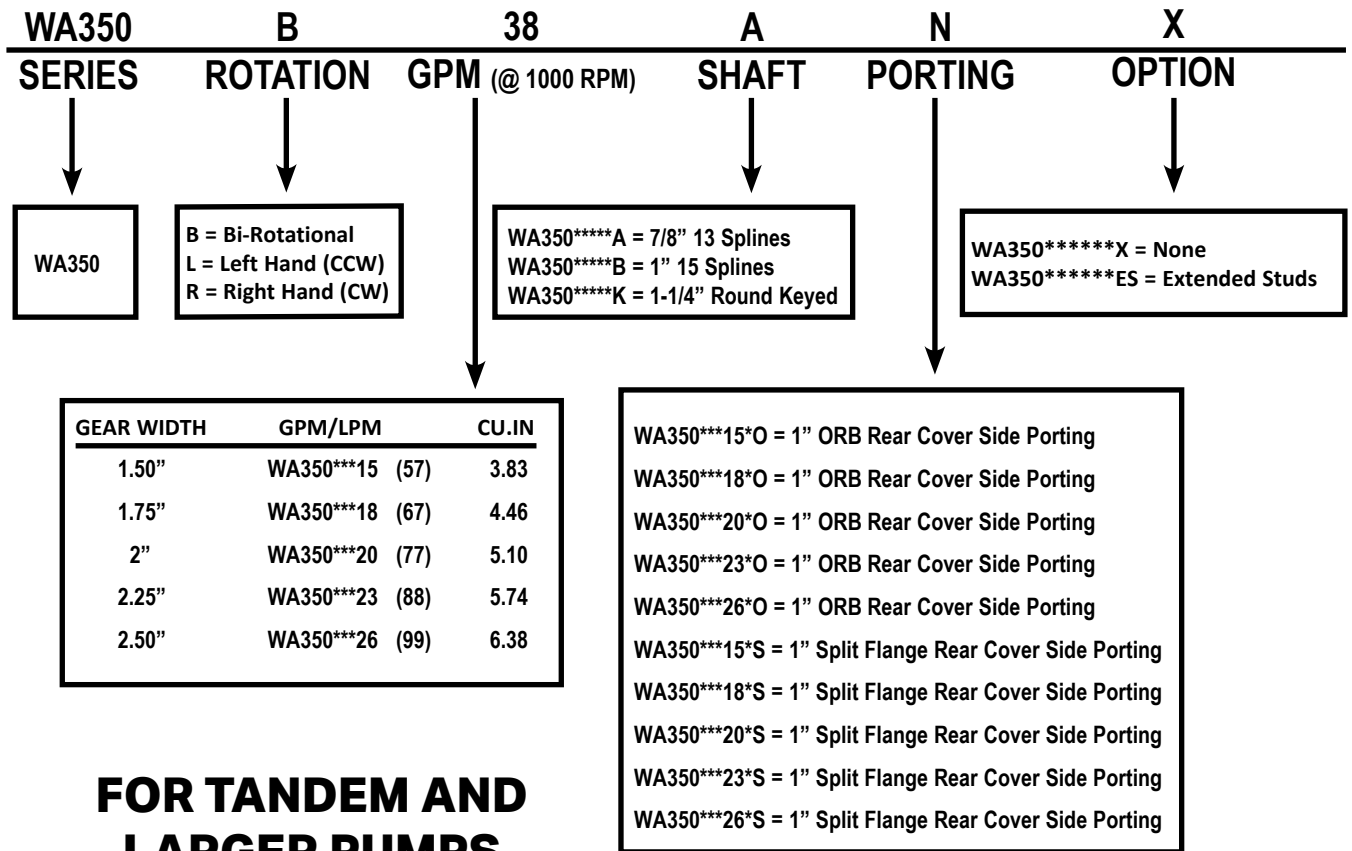 WA350 B 38 A N X
SERIES ROTATION GPM (@ 1000 RPM) SHAFT PORTING OPTION
WA350
B = Bi-Rotational
L = Left Hand (CCW)
R = Right Hand (CW)
WA350*****A = 7/8” 13 Splines
WA350*****B = 1” 15 Splines
WA350*****K = 1-1/4” Round Keyed
WA350******X = None
WA350******ES = Extended Studs
GEAR WIDTH GPM/LPM CU.IN
1.50” WA350***15 (57) 3.83
1.75” WA350***18 (67) 4.46
2” WA350***20 (77) 5.10
2.25” WA350***23 (88) 5.74
2.50” WA350***26 (99) 6.38
WA350***15*O = 1” ORB Rear Cover Side Porting
WA350***18*O = 1” ORB Rear Cover Side Porting
WA350***20*O = 1” ORB Rear Cover Side Porting
WA350***23*O = 1” ORB Rear Cover Side Porting
WA350***26*O = 1” ORB Rear Cover Side Porting
WA350***15*S = 1” Split Flange Rear Cover Side Porting
WA350***18*S = 1” Split Flange Rear Cover Side Porting
WA350***20*S = 1” Split Flange Rear Cover Side Porting
WA350***23*S = 1” Split Flange Rear Cover Side Porting
WA350***26*S = 1” Split Flange Rear Cover Side Porting
FOR TANDEM AND
LARGER PUMPS